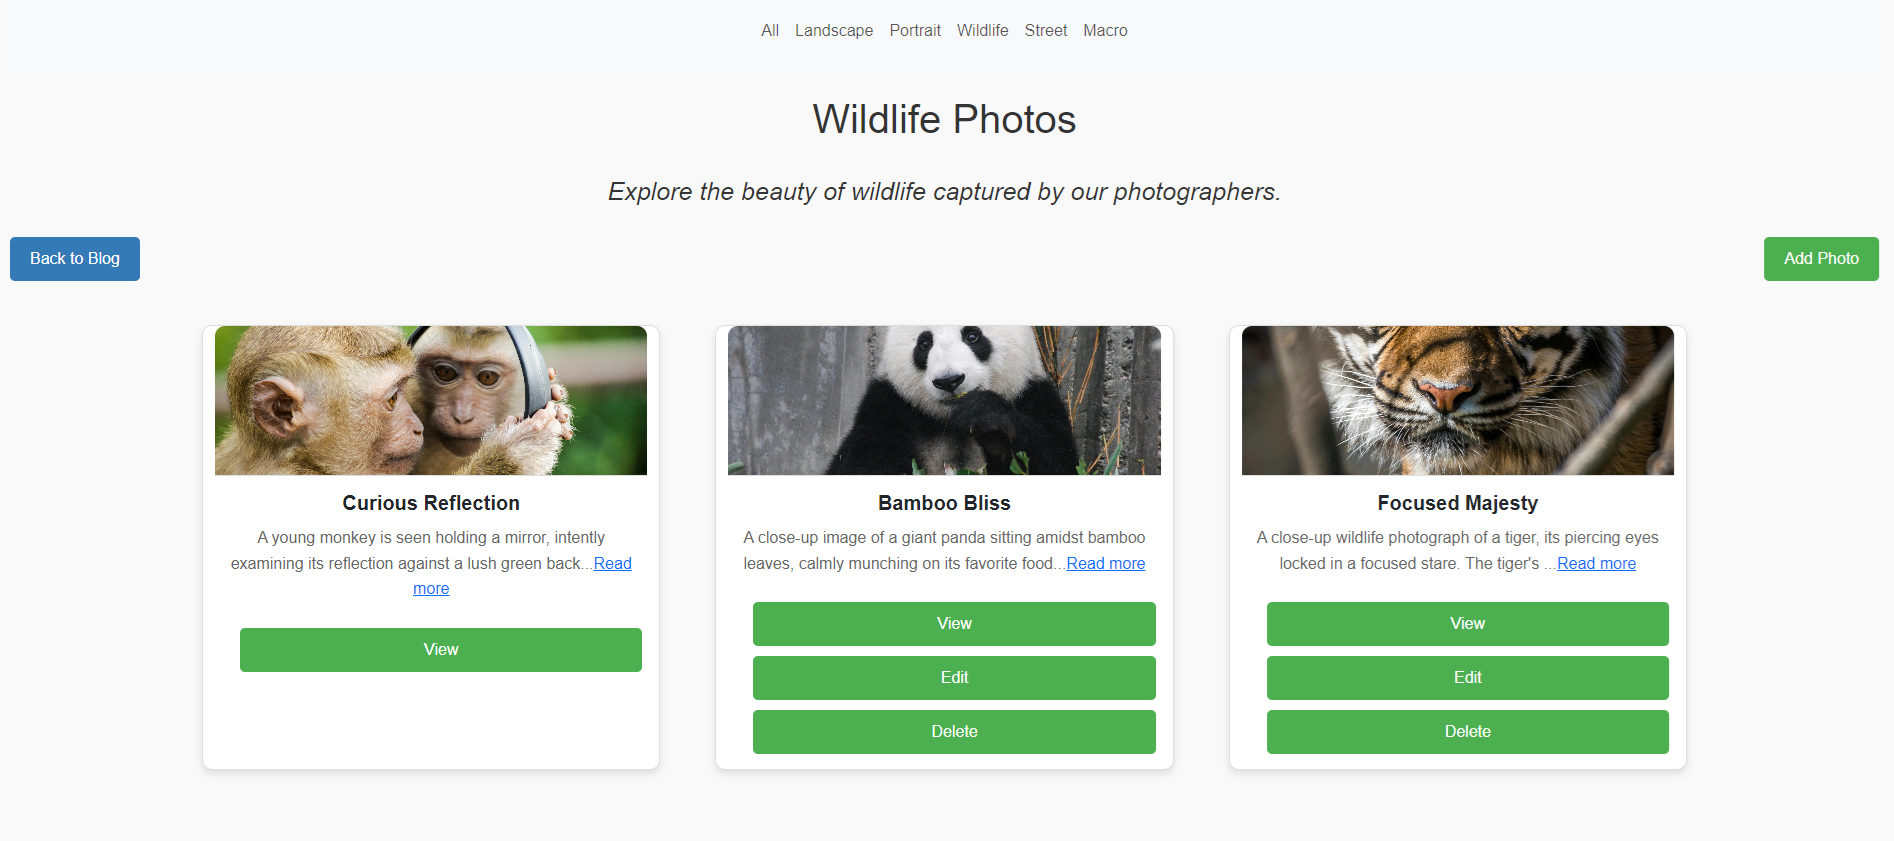 All Landscape Portrait Wildlife Street Macro
Wildlife Photos
Explore the beauty of wildlife captured by our photographers.
Back to Blog
Add Photo
Curious Reflection
A young monkey is seen holding a mirror, intently
examining its reflection against a lush green back...Read
more
View
Bamboo Bliss
A close-up image of a giant panda sitting amidst bamboo
leaves, calmly munching on its favorite food...Read more
View
Edit
Delete
Focused Majesty
A close-up wildlife photograph of a tiger, its piercing eyes
locked in a focused stare. The tiger's ...Read more
View
Edit
Delete